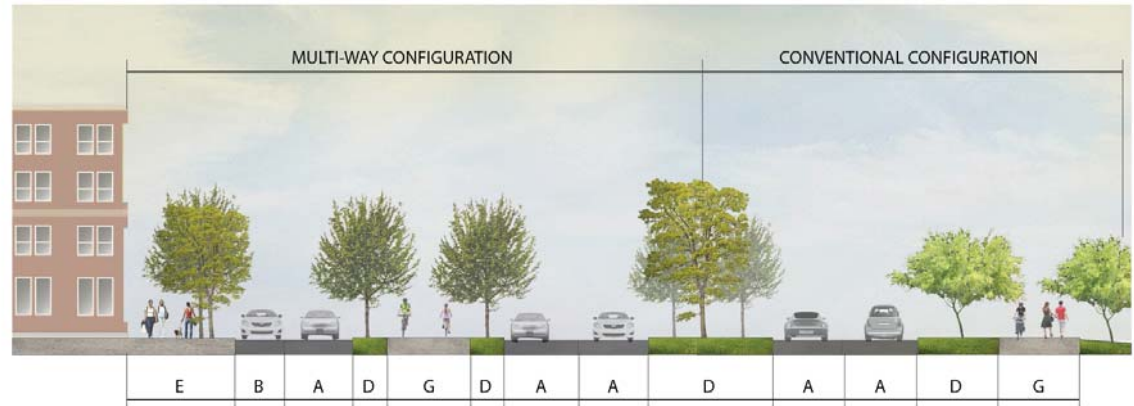 MULTI-WAY CONFIGURATION CONVENTIONAL CONFIGURATION
E B A D G D A A D A A D G